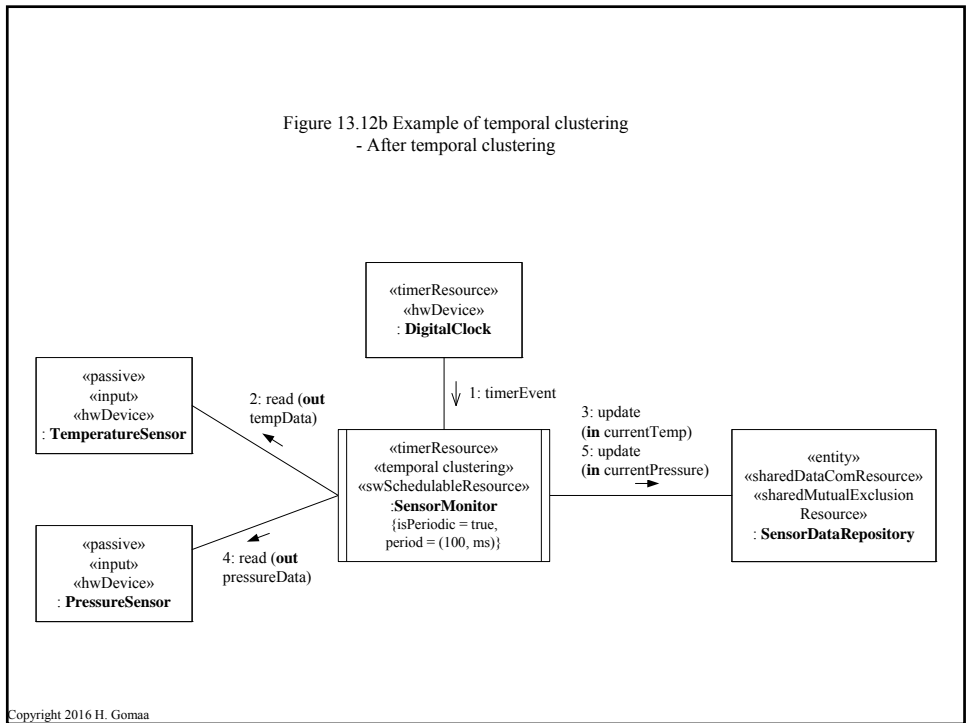 Figure 13.12b Example of temporal clustering
- After temporal clustering
«timerResource»
«hwDevice»
: DigitalClock
1: timerEvent
«passive»
«input»
«hwDevice»
: TemperatureSensor
2: read (out
tempData)
«timerResource»
«temporal clustering»
«swSchedulableResource»
:SensorMonitor
{isPeriodic = true,
period = (100, ms)}
3: update
(in currentTemp)
5: update
(in currentPressure)
«entity»
«sharedDataComResource»
«sharedMutualExclusion
Resource»
: SensorDataRepository
«passive»
«input»
«hwDevice»
: PressureSensor
4: read (out
pressureData)
Copyright 2016 H. Gomaa